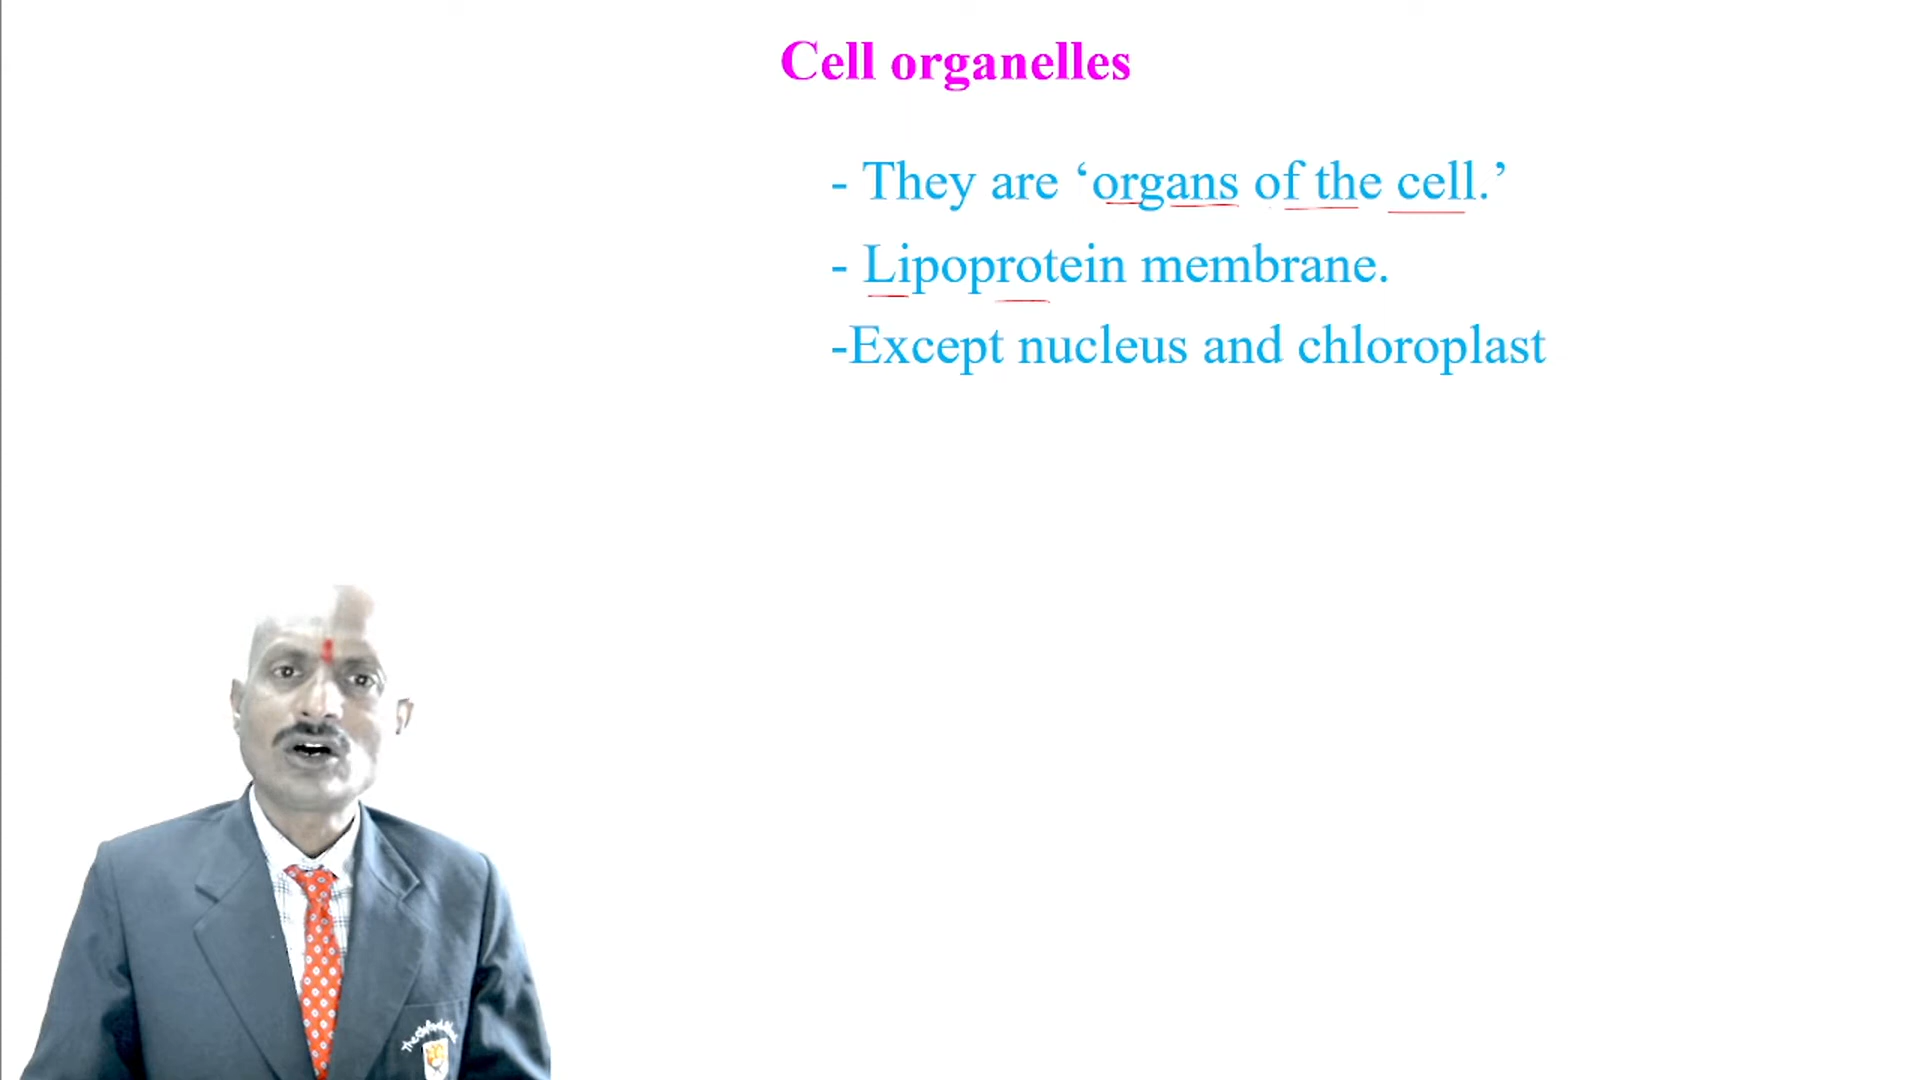 Cell organelles
- They are ‘organs of the cell.’
- Lipoprotein membrane.
-Except nucleus and chloroplast